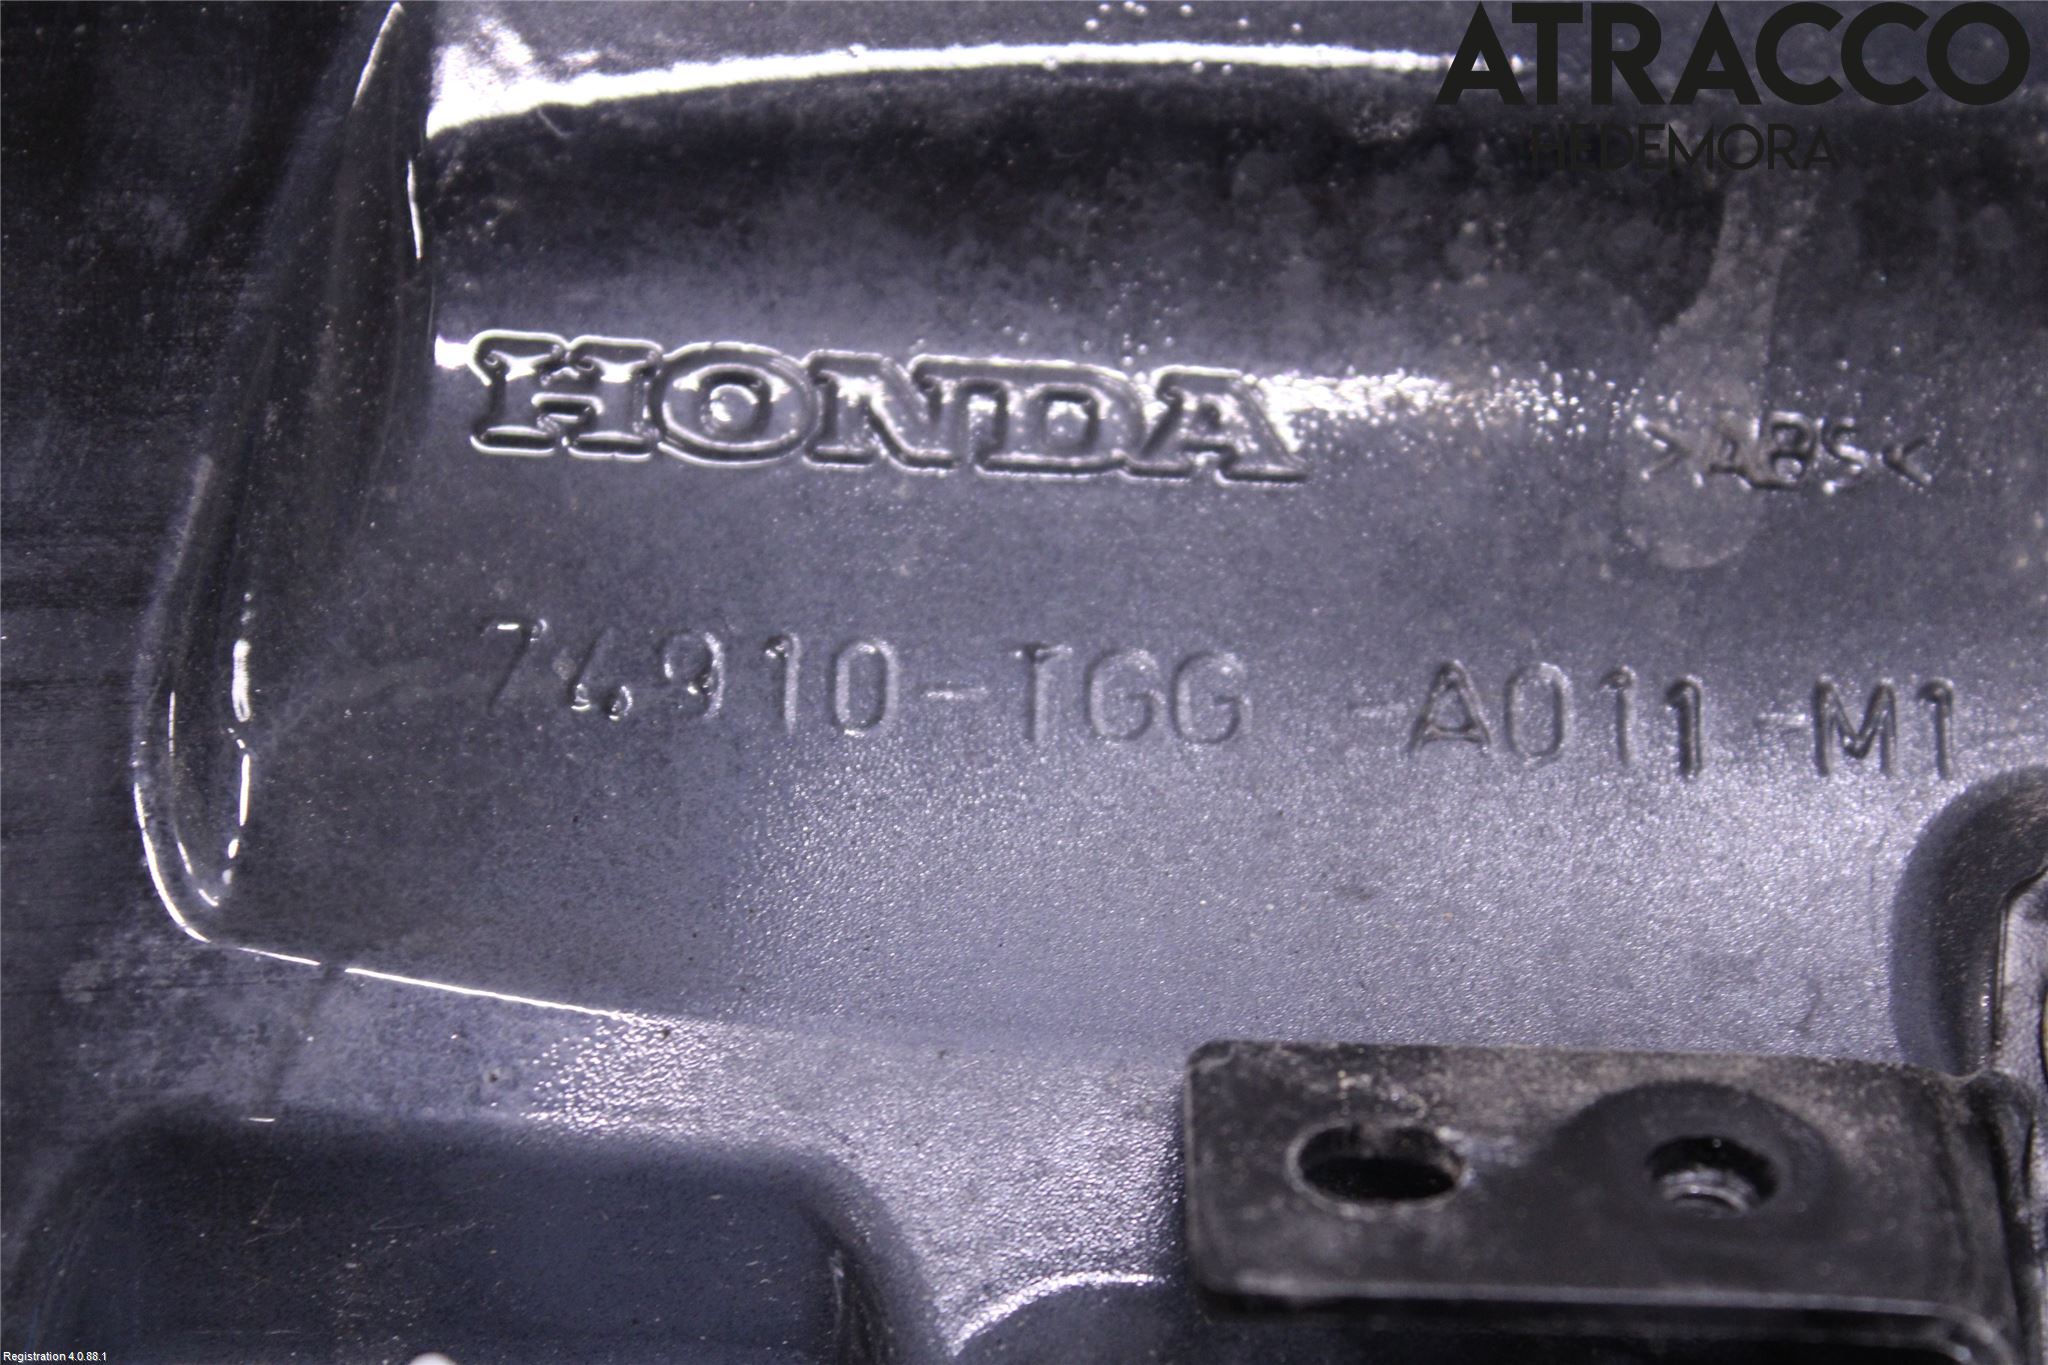 ATRACCO
HEDEMORA
HONDA
>ABS<
74910-TGG -A011-M1
Registration 4.0.88.1